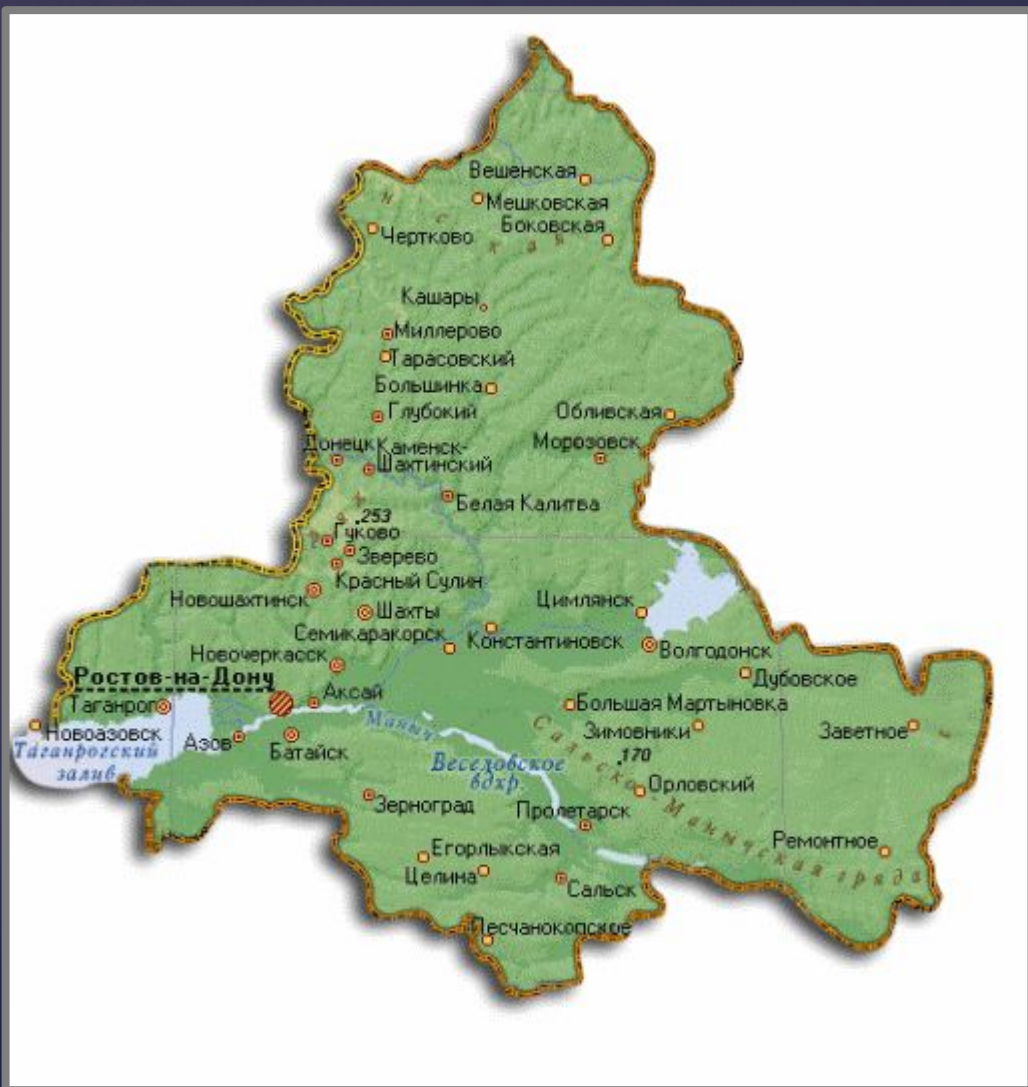 Вешенская
Мешковская
Боковская
Чертково
н с к а я
Кашары
Миллерово
Тарасовский
Большинка
Глубокий
Обливская
Донецк
Каменск-
Шахтинский
Морозовск
Белая Калитва
.253
Гуково
Зверево
Красный Сулин
Новошахтинск
Шахты
Цимлянск
Семикаракорск
Константиновск
Новочеркасск
Волгодонск
Ростов-на-Дону
Дубовское
Таганрог
Аксай
Большая Мартыновка
Новоазовск
Маныч
Зимовники
Заветное
Азов
Батайск
Таганрогский
залив
Веселовское
вдхр.
.170
Орловский
Зерноград
Пролетарск
Сальско-Манычская гряда
Ремонтное
Егорлыкская
Целина
Сальск
Песчанокопское